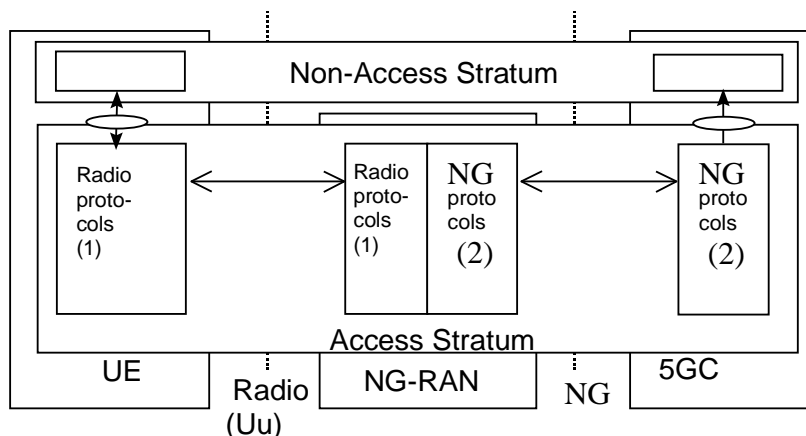 Non-Access Stratum
Radio
proto-
cols
(1)
Radio
proto-
cols
(1)
NG
proto
cols
(2)
NG
proto
cols
(2)
Access Stratum
UE
Radio
(Uu)
NG-RAN
NG
5GC